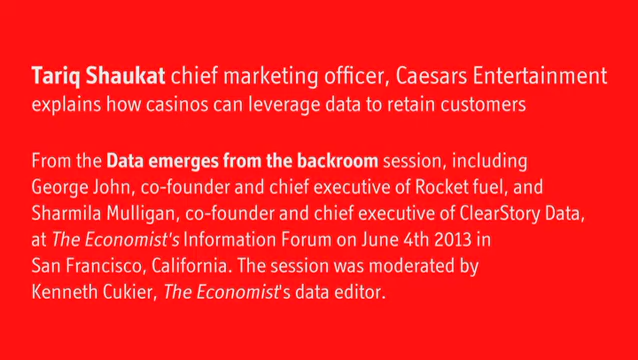 Tariq Shaukat chief marketing officer, Caesars Entertainment
explains how casinos can leverage data to retain customers
From the Data emerges from the backroom session, including
George John, co-founder and chief executive of Rocket fuel, and
Sharmila Mulligan, co-founder and chief executive of ClearStory Data,
at The Economist's Information Forum on June 4th 2013 in
San Francisco, California. The session was moderated by
Kenneth Cukier, The Economist's data editor.